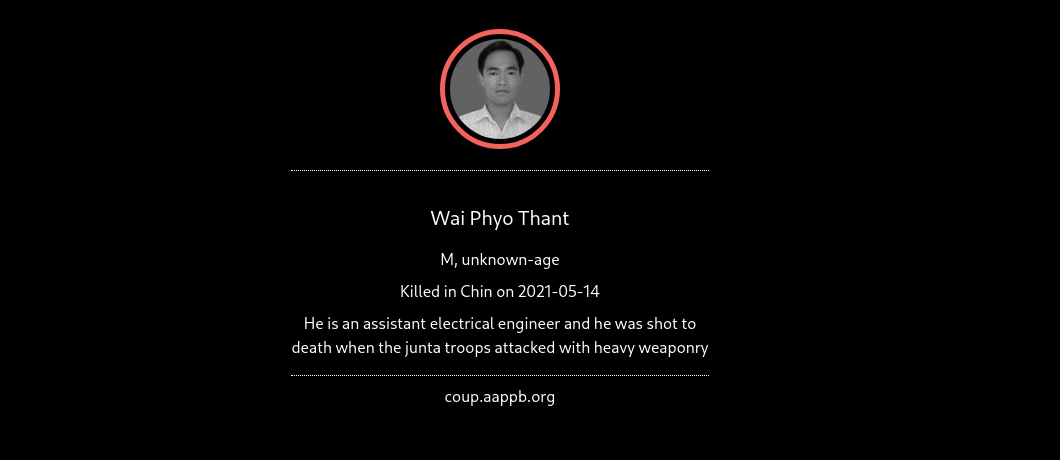 Wai Phyo Thant
M, unknown-age
Killed in Chin on 2021-05-14
He is an assistant electrical engineer and he was shot to
death when the junta troops attacked with heavy weaponry
coup.aappb.org